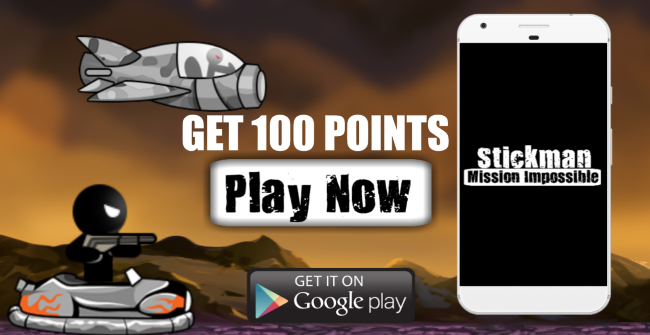 GET 100 POINTS
Play Now
Stickman
Mission Impossible
GET IT ON
Google play